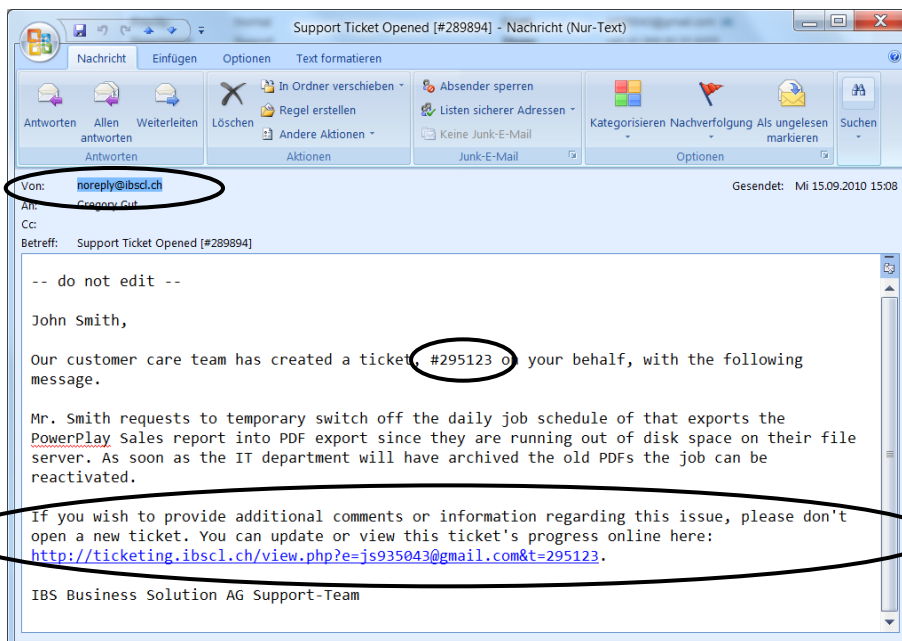 Support Ticket Opened [#289894] - Nachricht (Nur-Text)
Nachricht Einfügen Optionen Text formatieren
Antworten Allen antworten Weiterleiten Löschen In Ordner verschieben Regel erstellen Andere Aktionen Absender sperren Listen sicherer Adressen Keine Junk-E-Mail Kategorisieren Nachverfolgung Als ungelesen markieren Suchen
Antworten Aktionen Junk-E-Mail Optionen
Von: noreply@ibscl.ch Gesendet: Mi 15.09.2010 15:08
An: Gregory Gut
Cc:
Betreff: Support Ticket Opened [#289894]
-- do not edit --
John Smith,
Our customer care team has created a ticket, #295123 on your behalf, with the following
message.
Mr. Smith requests to temporary switch off the daily job schedule of that exports the
PowerPlay Sales report into PDF export since they are running out of disk space on their file
server. As soon as the IT department will have archived the old PDFs the job can be
reactivated.
If you wish to provide additional comments or information regarding this issue, please don't
open a new ticket. You can update or view this ticket's progress online here:
http://ticketing.ibscl.ch/view.php?e=js935043@gmail.com&t=295123.
IBS Business Solution AG Support-Team